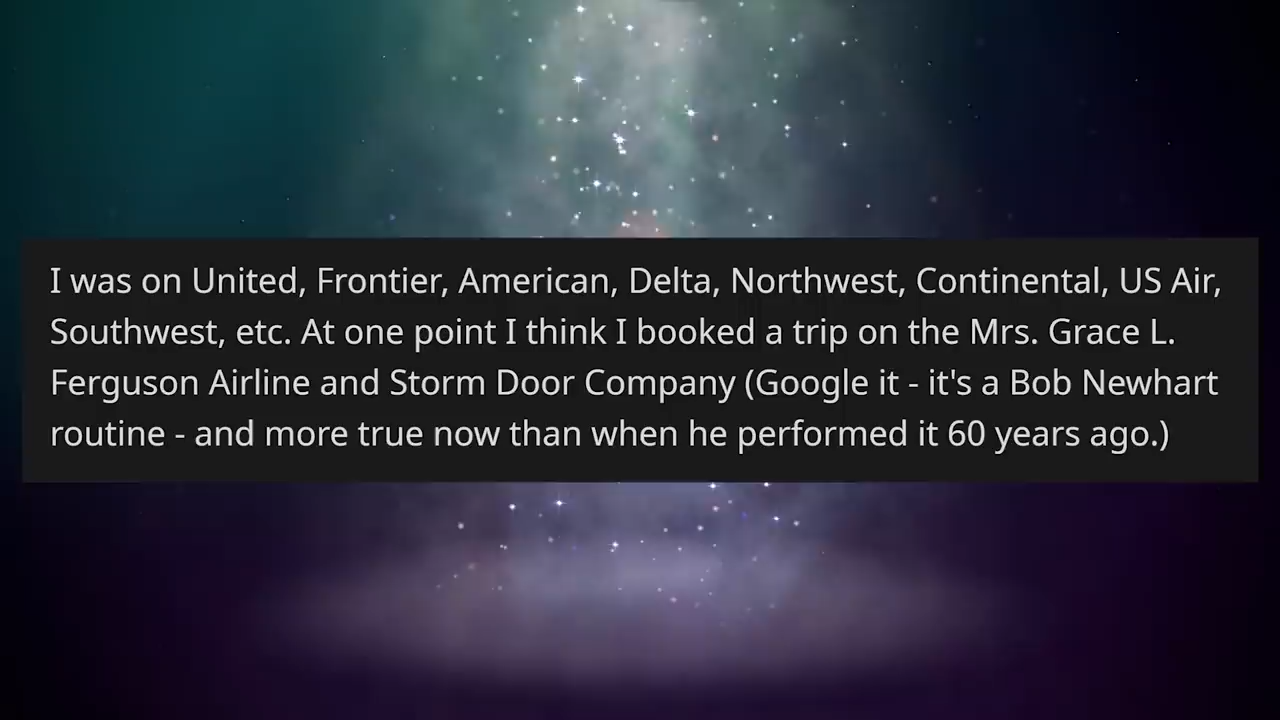 I was on United, Frontier, American, Delta, Northwest, Continental, US Air,
Southwest, etc. At one point I think I booked a trip on the Mrs. Grace L.
Ferguson Airline and Storm Door Company (Google it - it's a Bob Newhart
routine - and more true now than when he performed it 60 years ago.)